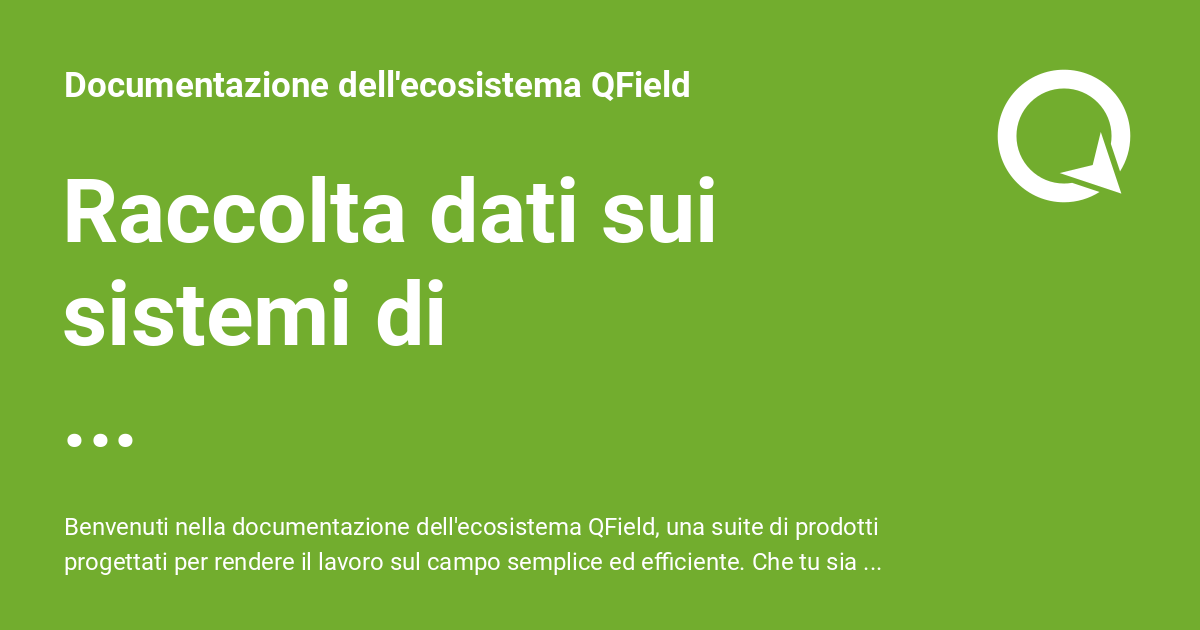 Documentazione dell'ecosistema QField
Raccolta dati sui
sistemi di
...
Benvenuti nella documentazione dell'ecosistema QField, una suite di prodotti
progettati per rendere il lavoro sul campo semplice ed efficiente. Che tu sia ...